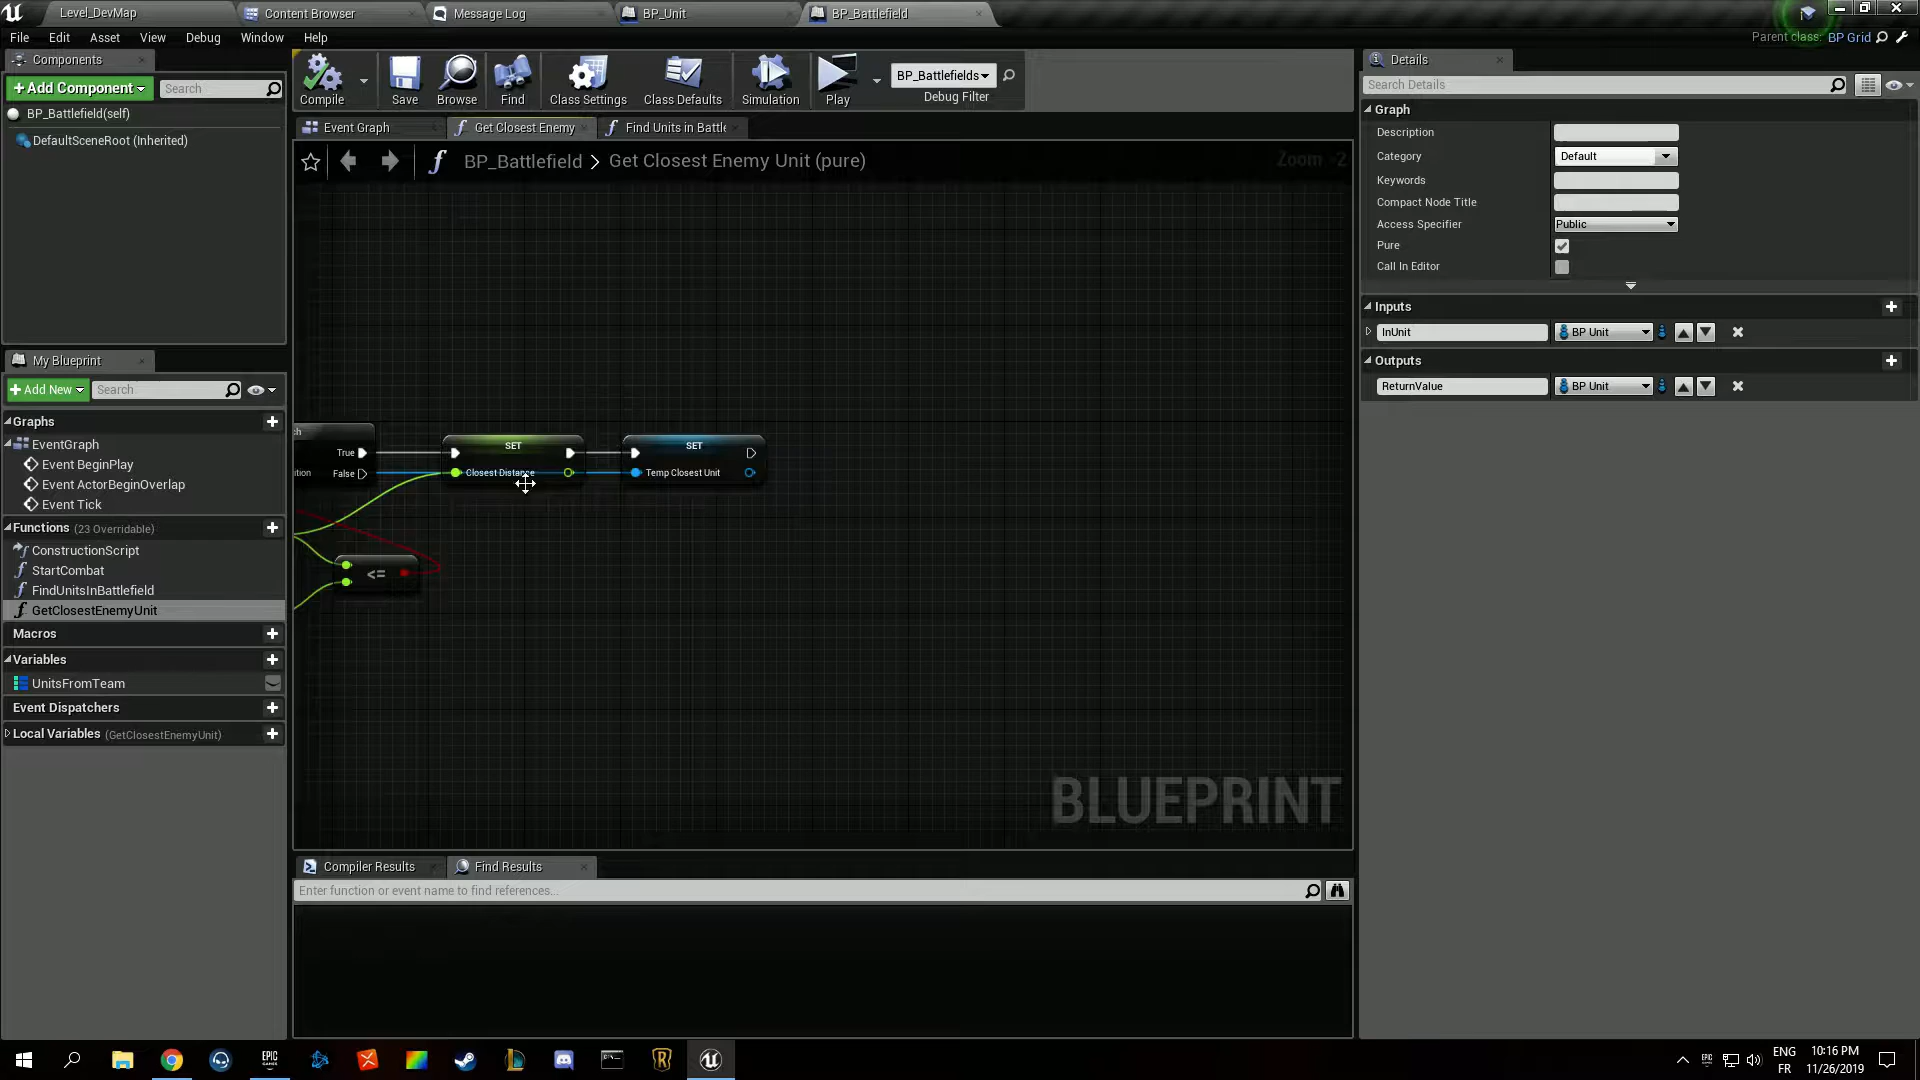 Level_DevMap
Content Browser
Message Log
BP_Unit
BP_Battlefield
File Edit Asset View Debug Window Help
Parent class: BP Grid
Components
+Add Component
Search
BP_Battlefield(self)
DefaultSceneRoot (Inherited)
Compile
Save
Browse
Find
Class Settings
Class Defaults
Simulation
Play
BP_Battlefields
Debug Filter
Event Graph
Get Closest Enemy
Find Units in Battle
BP_Battlefield > Get Closest Enemy Unit (pure)
Zoom -2
True
False
SET
Closest Distance
SET
Temp Closest Unit
<=
BLUEPRINT
My Blueprint
+Add New
Search
Graphs
EventGraph
Event BeginPlay
Event ActorBeginOverlap
Event Tick
Functions (23 Overridable)
ConstructionScript
StartCombat
FindUnitsInBattlefield
GetClosestEnemyUnit
Macros
Variables
UnitsFromTeam
Event Dispatchers
Local Variables (GetClosestEnemyUnit)
Compiler Results
Find Results
Enter function or event name to find references...
Details
Search Details
Graph
Description
Category Default
Keywords
Compact Node Title
Access Specifier Public
Pure
Call In Editor
Inputs
InUnit BP Unit
Outputs
ReturnValue BP Unit
EPIC
GAMES
ENG
FR
10:16 PM
11/26/2019